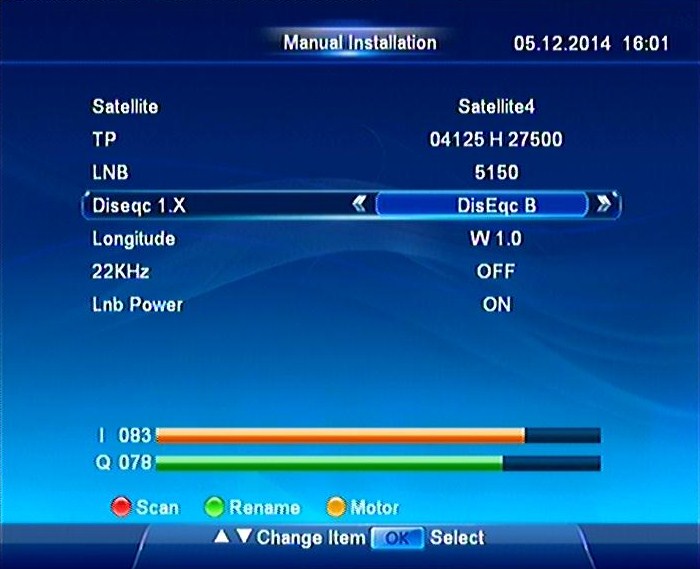 Manual Installation 05.12.2014 16:01
Satellite Satellite4
TP 04125 H 27500
LNB 5150
Diseqc 1.X DisEqc B
Longitude W 1.0
22KHz OFF
Lnb Power ON
I 083
Q 078
Scan Rename Motor
Change Item OK Select